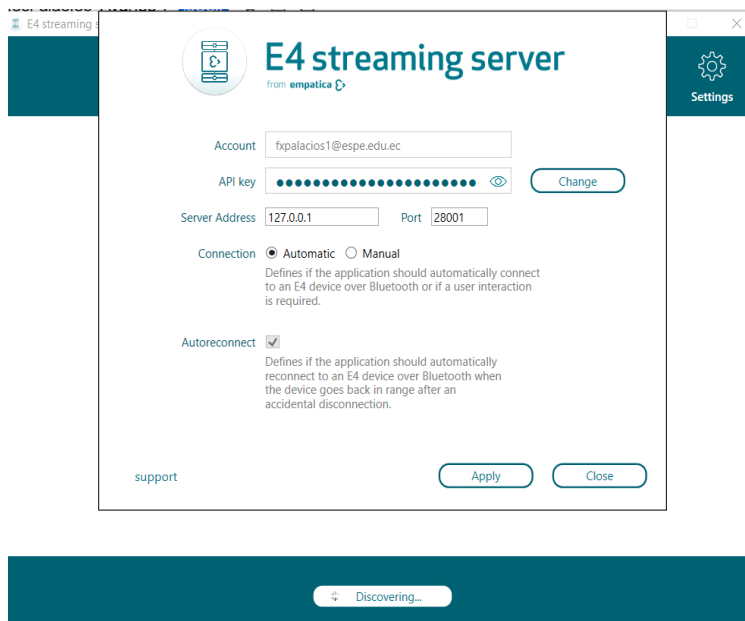 E4 streaming s
E4 streaming server
from empatica
Settings
Account fxpalacios1@espe.edu.ec
API key ●●●●●●●●●●●●●●●●●●●●●● Change
Server Address 127.0.0.1 Port 28001
Connection Automatic Manual
Defines if the application should automatically connect
to an E4 device over Bluetooth or if a user interaction
is required.
Autoreconnect
Defines if the application should automatically
reconnect to an E4 device over Bluetooth when
the device goes back in range after an
accidental disconnection.
support Apply Close
Discovering...